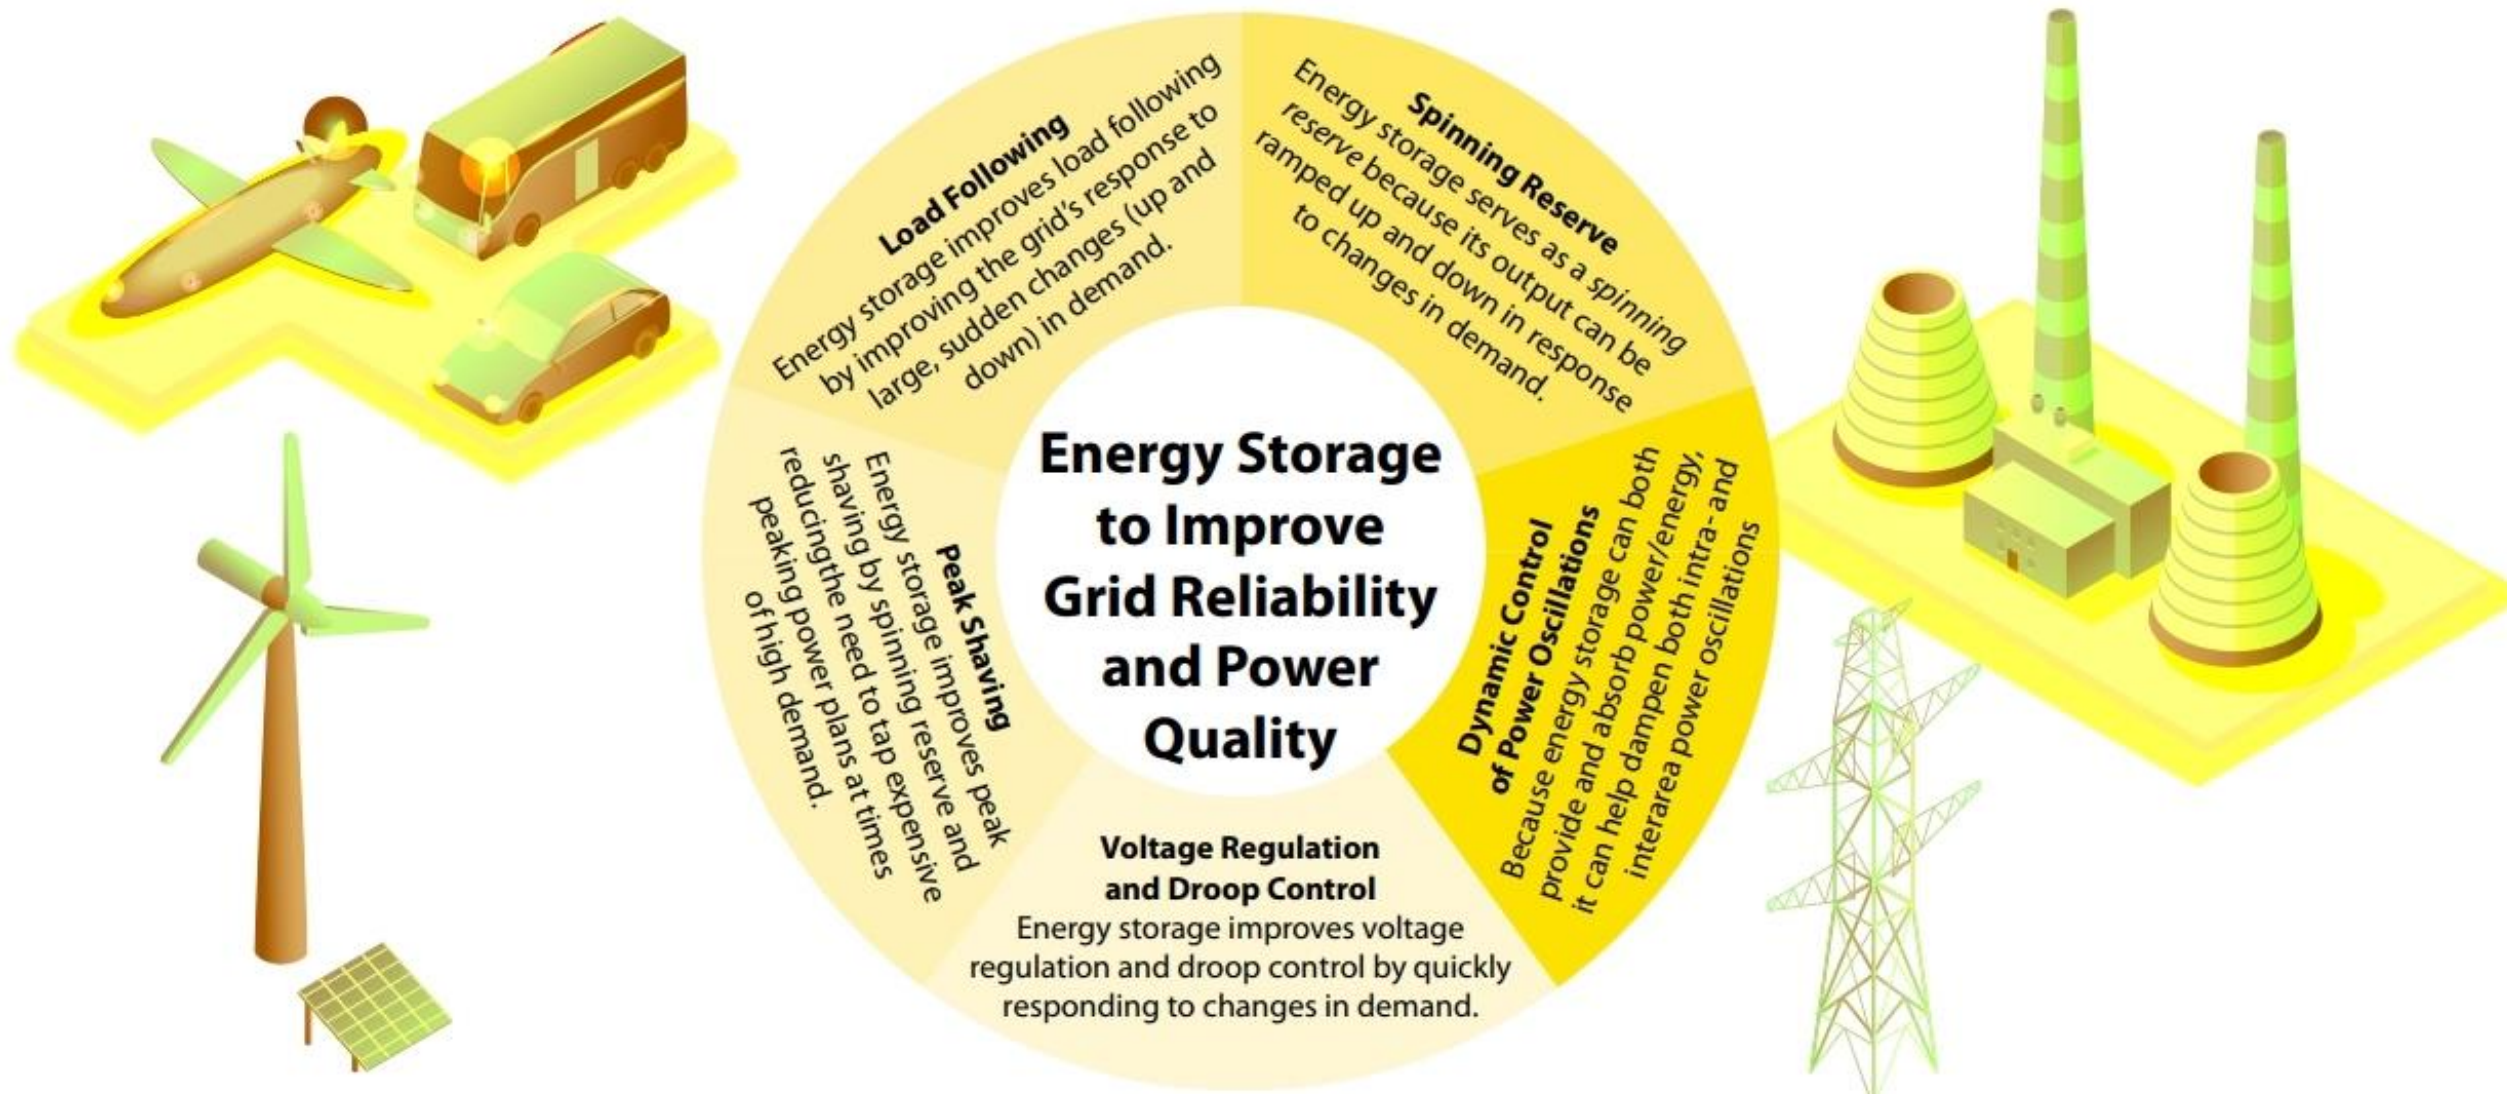 Energy Storage
to Improve
Grid Reliability
and Power
Quality
Load Following
Energy storage improves load following
by improving the grid's response to
large, sudden changes (up and
down) in demand.
Spinning Reserve
Energy storage serves as a spinning
reserve because its output can be
ramped up and down in response
to changes in demand.
Dynamic Control
of Power Oscillations
Because energy storage can both
provide and absorb power/energy,
it can help dampen both intra- and
interarea power oscillations
Voltage Regulation
and Droop Control
Energy storage improves voltage
regulation and droop control by quickly
responding to changes in demand.
Peak Shaving
Energy storage improves peak
shaving by spinning reserve and
reducingthe need to tap expensive
peaking power plans at times
of high demand.